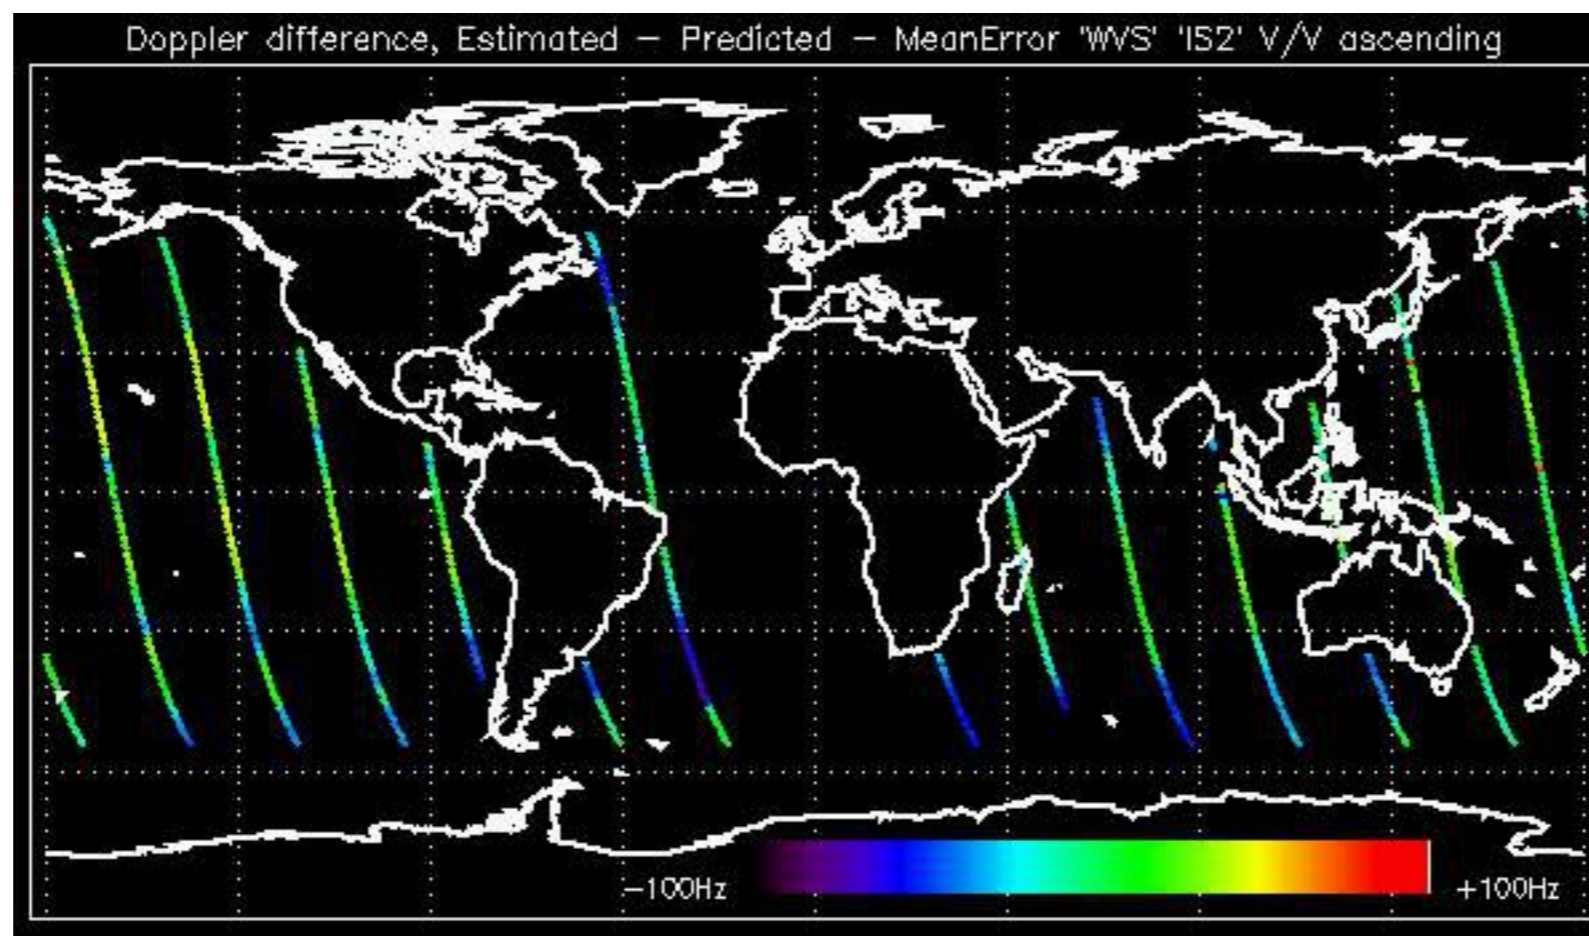 Doppler difference, Estimated – Predicted – MeanError 'WVS' 'IS2' V/V ascending
–100Hz
+100Hz